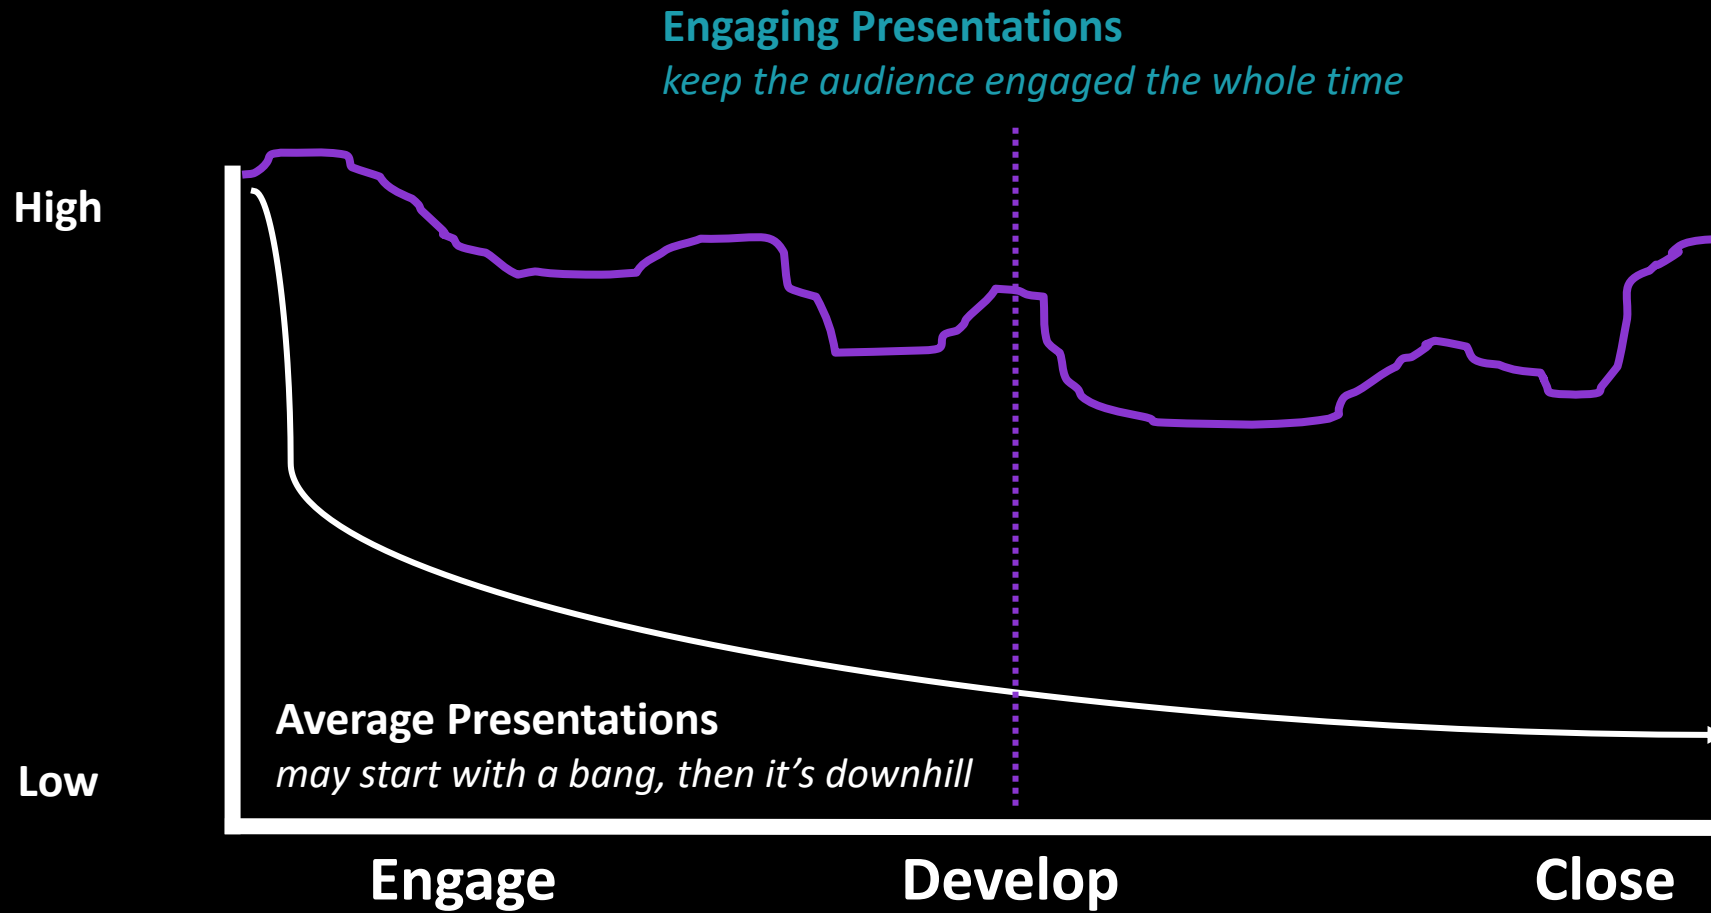 Engaging Presentations
keep the audience engaged the whole time
High
Average Presentations
may start with a bang, then it’s downhill
Low
Engage
Develop
Close